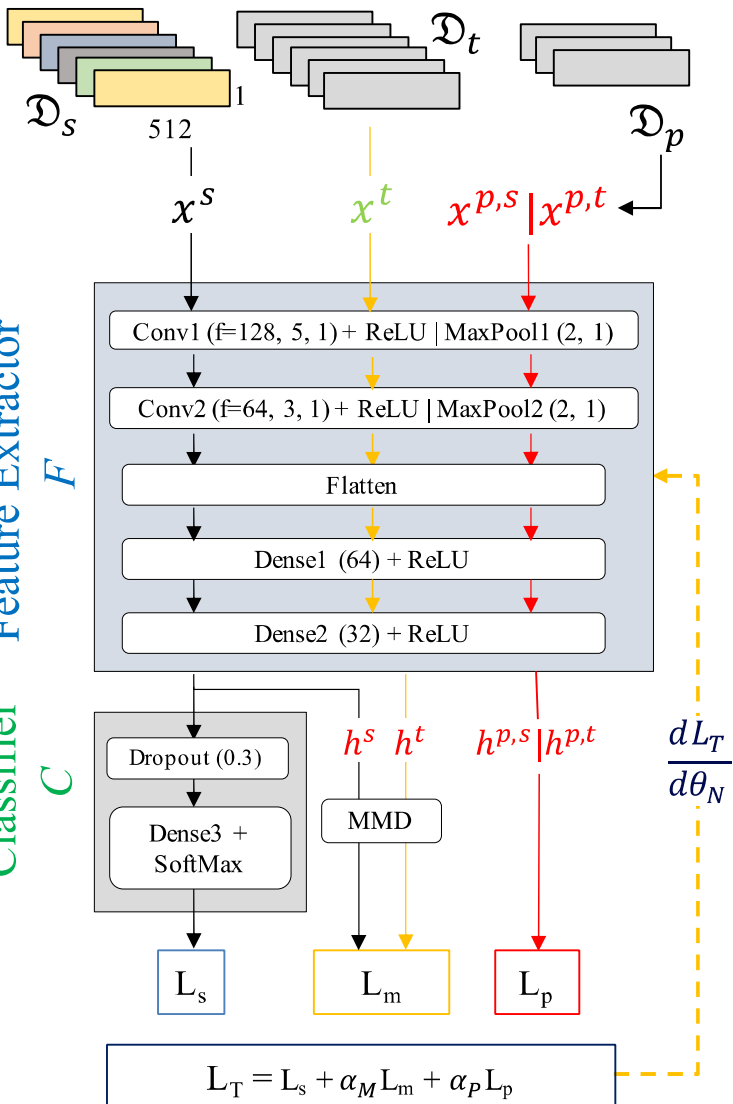 𝔇s
512
1
𝔇t
𝔇p
x^s
x^t
x^{p,s}|x^{p,t}
Feature Extractor
F
Conv1 (f=128, 5, 1) + ReLU | MaxPool1 (2, 1)
Conv2 (f=64, 3, 1) + ReLU | MaxPool2 (2, 1)
Flatten
Dense1 (64) + ReLU
Dense2 (32) + ReLU
Classifier
C
Dropout (0.3)
Dense3 +
SoftMax
h^s h^t
h^{p,s}|h^{p,t}
MMD
dL_T
dθ_N
L_s
L_m
L_p
L_T = L_s + α_M L_m + α_P L_p